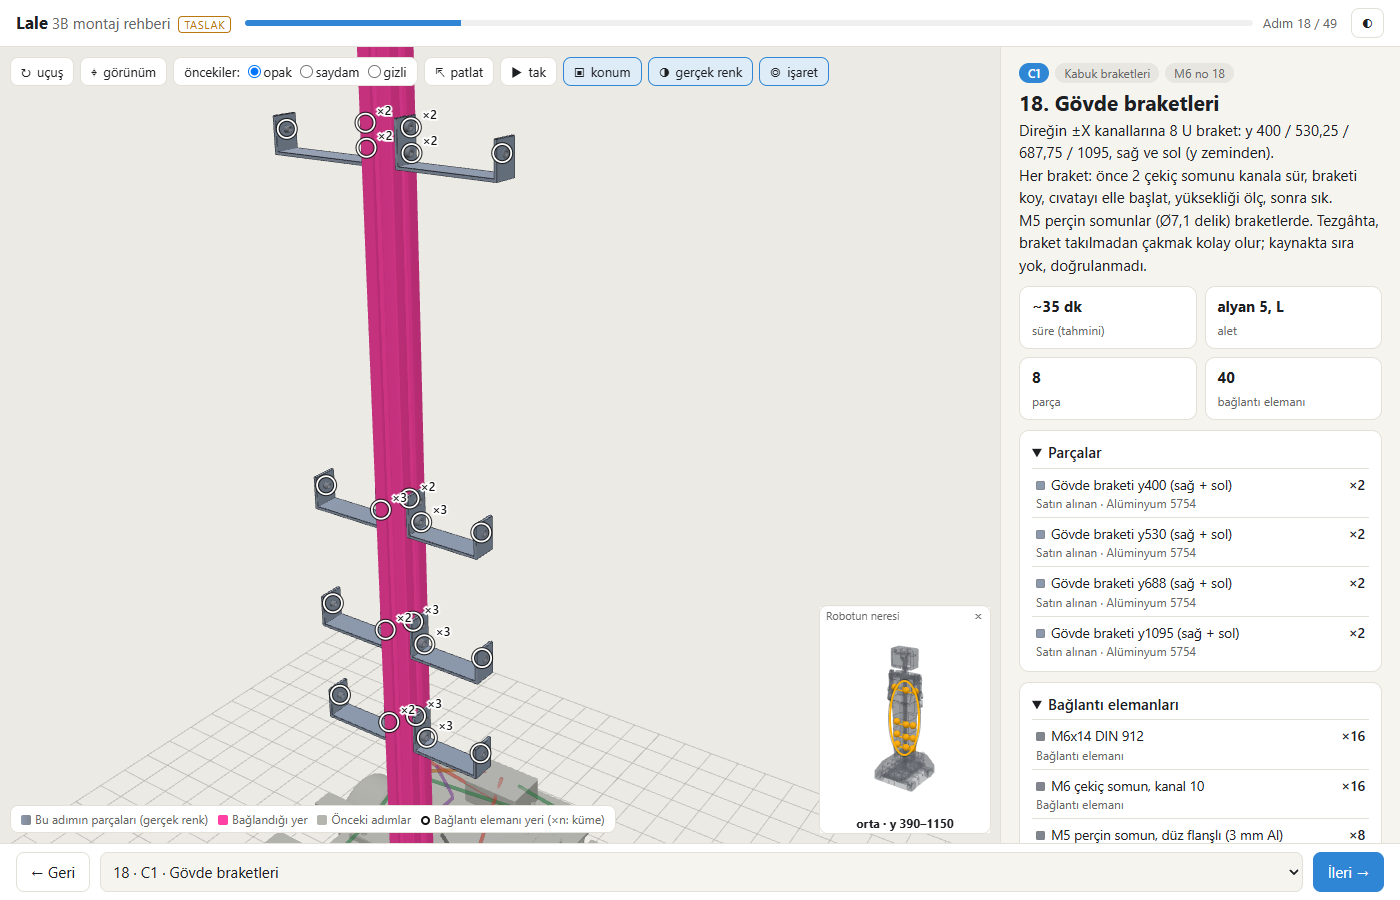 Lale 3B montaj rehberi TASLAK
Adım 18 / 49
↻ uçuş
⌖ görünüm
öncekiler: opak saydam gizli
⇱ patlat
▶ tak
▣ konum
◑ gerçek renk
◎ işaret
×2
×2
×2
×2
×2
×3
×3
×3
×2
×3
×3
×2
×3
Robotun neresi ×
orta · y 390–1150
Bu adımın parçaları (gerçek renk) Bağlandığı yer Önceki adımlar Bağlantı elemanı yeri (×n: küme)
C1 Kabuk braketleri M6 no 18
18. Gövde braketleri
Direğin ±X kanallarına 8 U braket: y 400 / 530,25 /
687,75 / 1095, sağ ve sol (y zeminden).
Her braket: önce 2 çekiç somunu kanala sür, braketi
koy, cıvatayı elle başlat, yüksekliği ölç, sonra sık.
M5 perçin somunlar (Ø7,1 delik) braketlerde. Tezgâhta,
braket takılmadan çakmak kolay olur; kaynakta sıra
yok, doğrulanmadı.
~35 dk
süre (tahmini)
alyan 5, L
alet
8
parça
40
bağlantı elemanı
▼ Parçalar
Gövde braketi y400 (sağ + sol) ×2
Satın alınan · Alüminyum 5754
Gövde braketi y530 (sağ + sol) ×2
Satın alınan · Alüminyum 5754
Gövde braketi y688 (sağ + sol) ×2
Satın alınan · Alüminyum 5754
Gövde braketi y1095 (sağ + sol) ×2
Satın alınan · Alüminyum 5754
▼ Bağlantı elemanları
M6x14 DIN 912 ×16
Bağlantı elemanı
M6 çekiç somun, kanal 10 ×16
Bağlantı elemanı
M5 perçin somun, düz flanşlı (3 mm Al) ×8
← Geri
18 · C1 · Gövde braketleri
İleri →